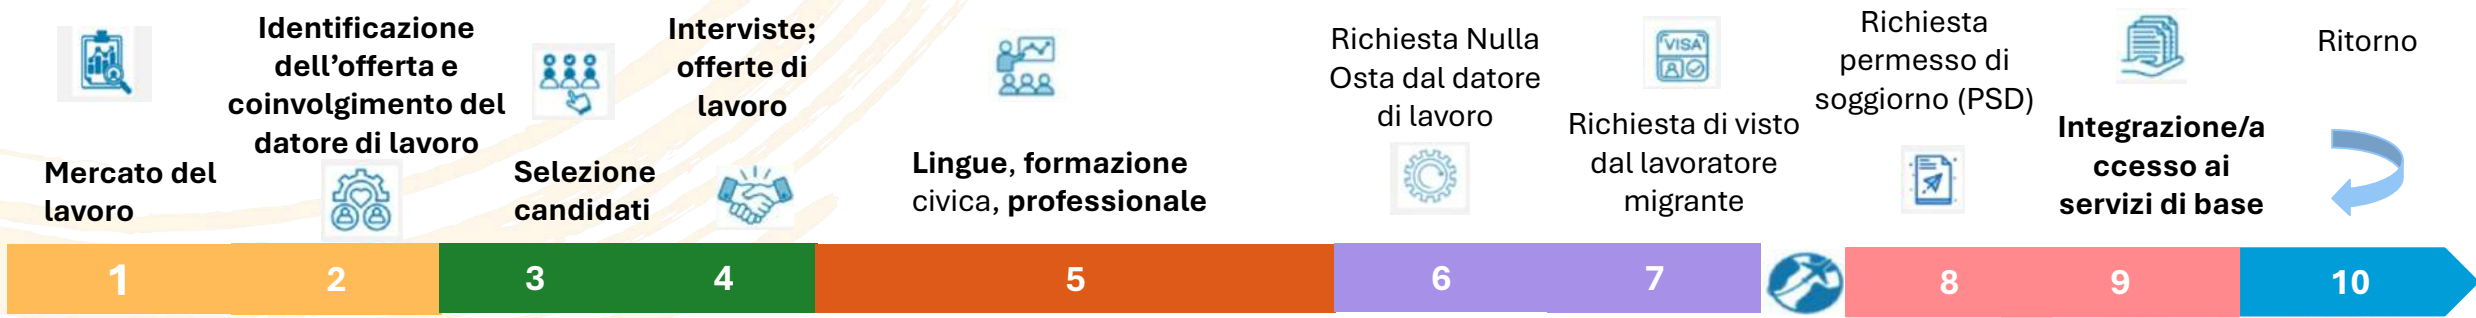 Mercato del
lavoro
Identificazione
dell’offerta e
coinvolgimento del
datore di lavoro
Selezione
candidati
Interviste;
offerte di
lavoro
Lingue, formazione
civica, professionale
Richiesta Nulla
Osta dal datore
di lavoro
VISA
Richiesta di visto
dal lavoratore
migrante
Richiesta
permesso di
soggiorno (PSD)
Integrazione/a
ccesso ai
servizi di base
Ritorno
1
2
3
4
5
6
7
8
9
10